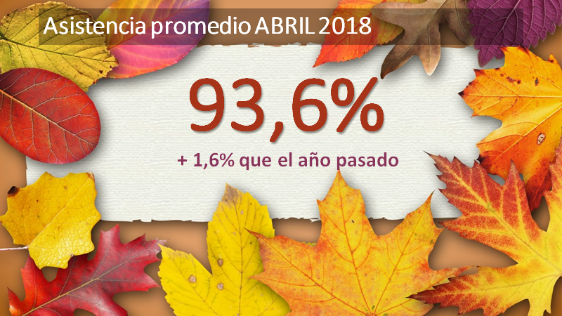 Asistencia promedio ABRIL 2018
93,6%
+ 1,6% que el año pasado